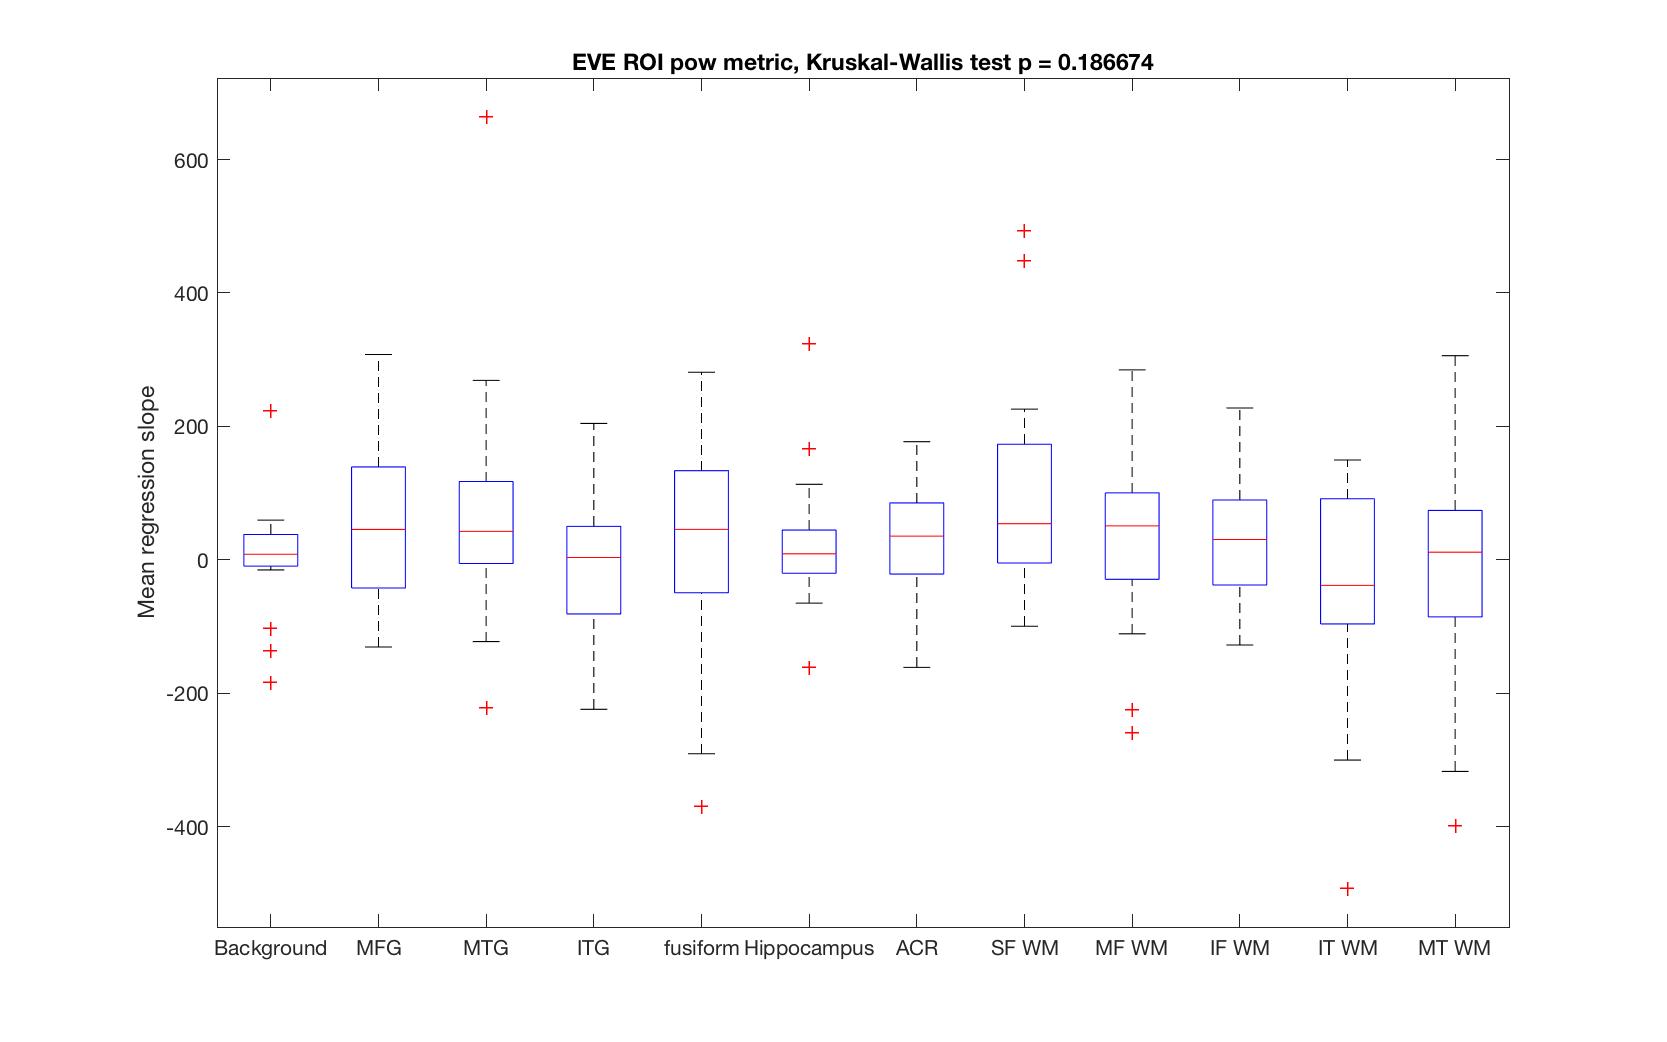 EVE ROI pow metric, Kruskal-Wallis test p = 0.186674
600
400
200
0
-200
-400
Mean regression slope
Background MFG MTG ITG fusiform Hippocampus ACR SF WM MF WM IF WM IT WM MT WM